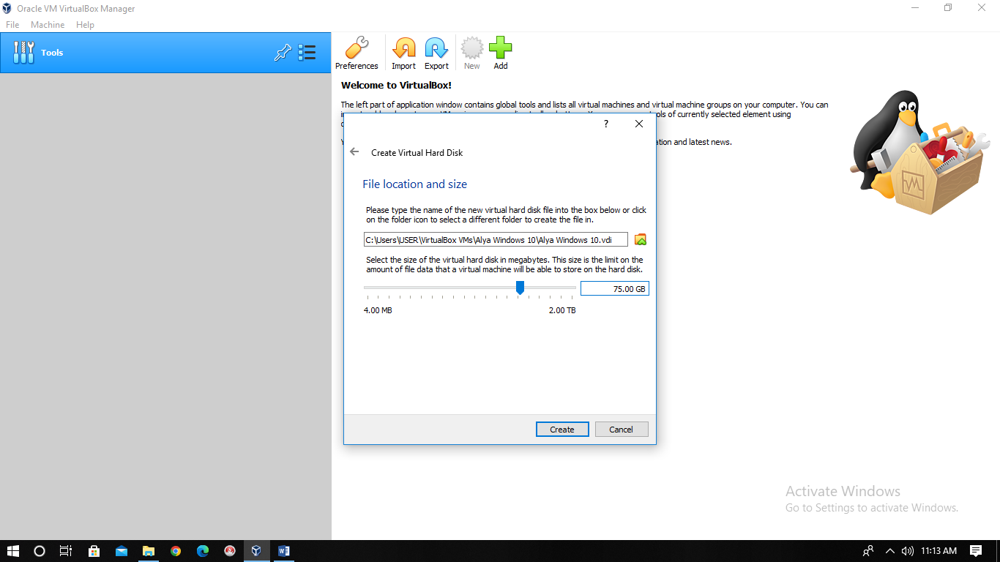 Oracle VM VirtualBox Manager
File Machine Help
Tools
Preferences Import Export New Add
Welcome to VirtualBox!
The left part of application window contains global tools and lists all virtual machines and virtual machine groups on your computer. You can
ols of currently selected element using
ation and latest news.
?
Create Virtual Hard Disk
File location and size
Please type the name of the new virtual hard disk file into the box below or click
on the folder icon to select a different folder to create the file in.
C:\Users\USER\VirtualBox VMs\Alya Windows 10\Alya Windows 10.vdi
Select the size of the virtual hard disk in megabytes. This size is the limit on the
amount of file data that a virtual machine will be able to store on the hard disk.
75.00 GB
4.00 MB 2.00 TB
Create Cancel
Activate Windows
Go to Settings to activate Windows.
11:13 AM